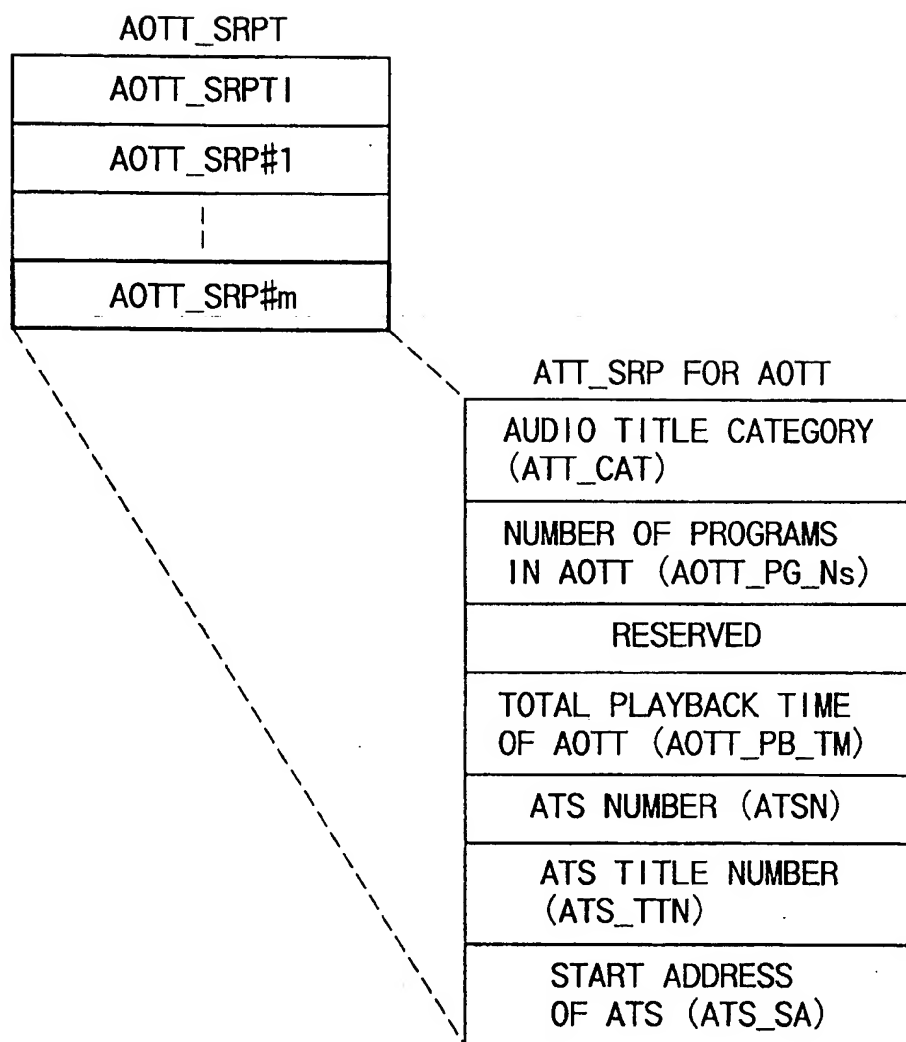 AOTT_SRPT
AOTT_SRPTI
AOTT_SRP#1
AOTT_SRP#m
ATT_SRP FOR AOTT
AUDIO TITLE CATEGORY
(ATT_CAT)
NUMBER OF PROGRAMS
IN AOTT (AOTT_PG_Ns)
RESERVED
TOTAL PLAYBACK TIME
OF AOTT (AOTT_PB_TM)
ATS NUMBER (ATSN)
ATS TITLE NUMBER
(ATS_TTN)
START ADDRESS
OF ATS (ATS_SA)